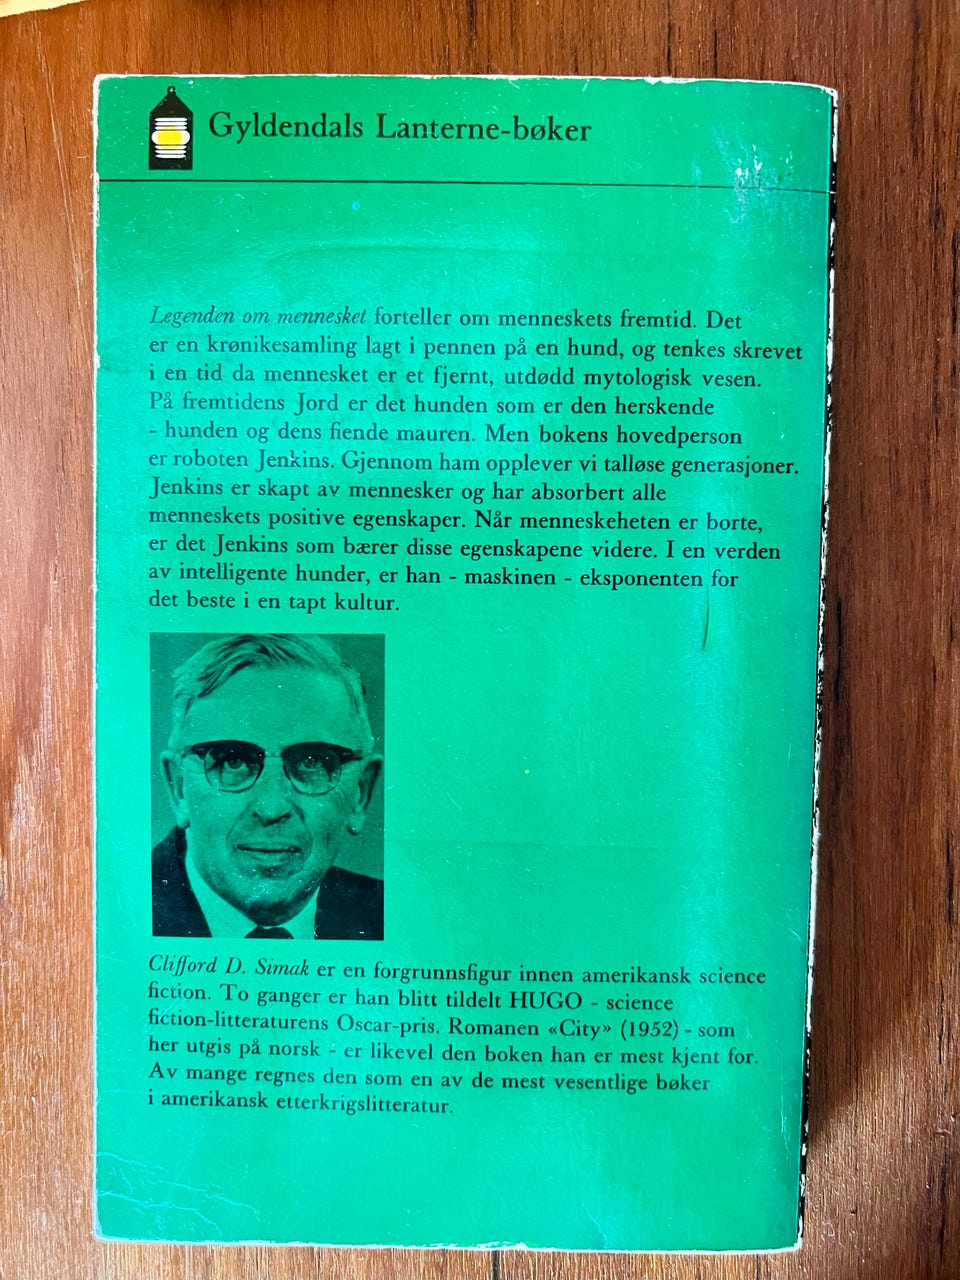 Gyldendals Lanterne-bøker
Legenden om mennesket forteller om menneskets fremtid. Det
er en krønikesamling lagt i pennen på en hund, og tenkes skrevet
i en tid da mennesket er et fjernt, utdødd mytologisk vesen.
På fremtidens Jord er det hunden som er den herskende
- hunden og dens fiende mauren. Men bokens hovedperson
er roboten Jenkins. Gjennom ham opplever vi talløse generasjoner.
Jenkins er skapt av mennesker og har absorbert alle
menneskets positive egenskaper. Når menneskeheten er borte,
er det Jenkins som bærer disse egenskapene videre. I en verden
av intelligente hunder, er han - maskinen - eksponenten for
det beste i en tapt kultur.
Clifford D. Simak er en forgrunnsfigur innen amerikansk science
fiction. To ganger er han blitt tildelt HUGO - science
fiction-litteraturens Oscar-pris. Romanen «City» (1952) - som
her utgis på norsk - er likevel den boken han er mest kjent for.
Av mange regnes den som en av de mest vesentlige bøker
i amerikansk etterkrigslitteratur.